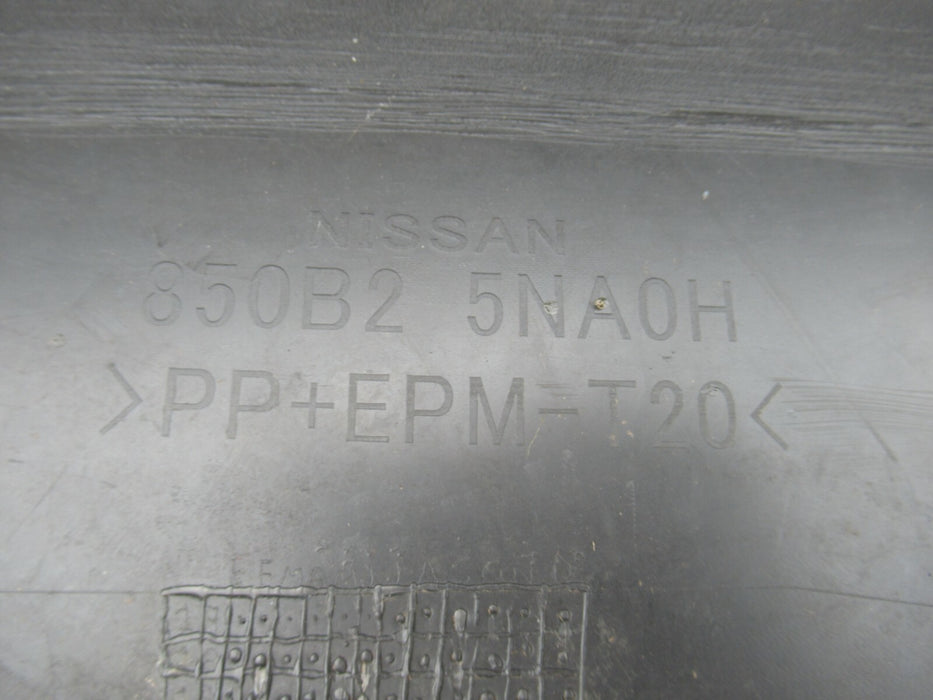 NISSAN
850B2 5NA0H
>PP+EPM-T20<